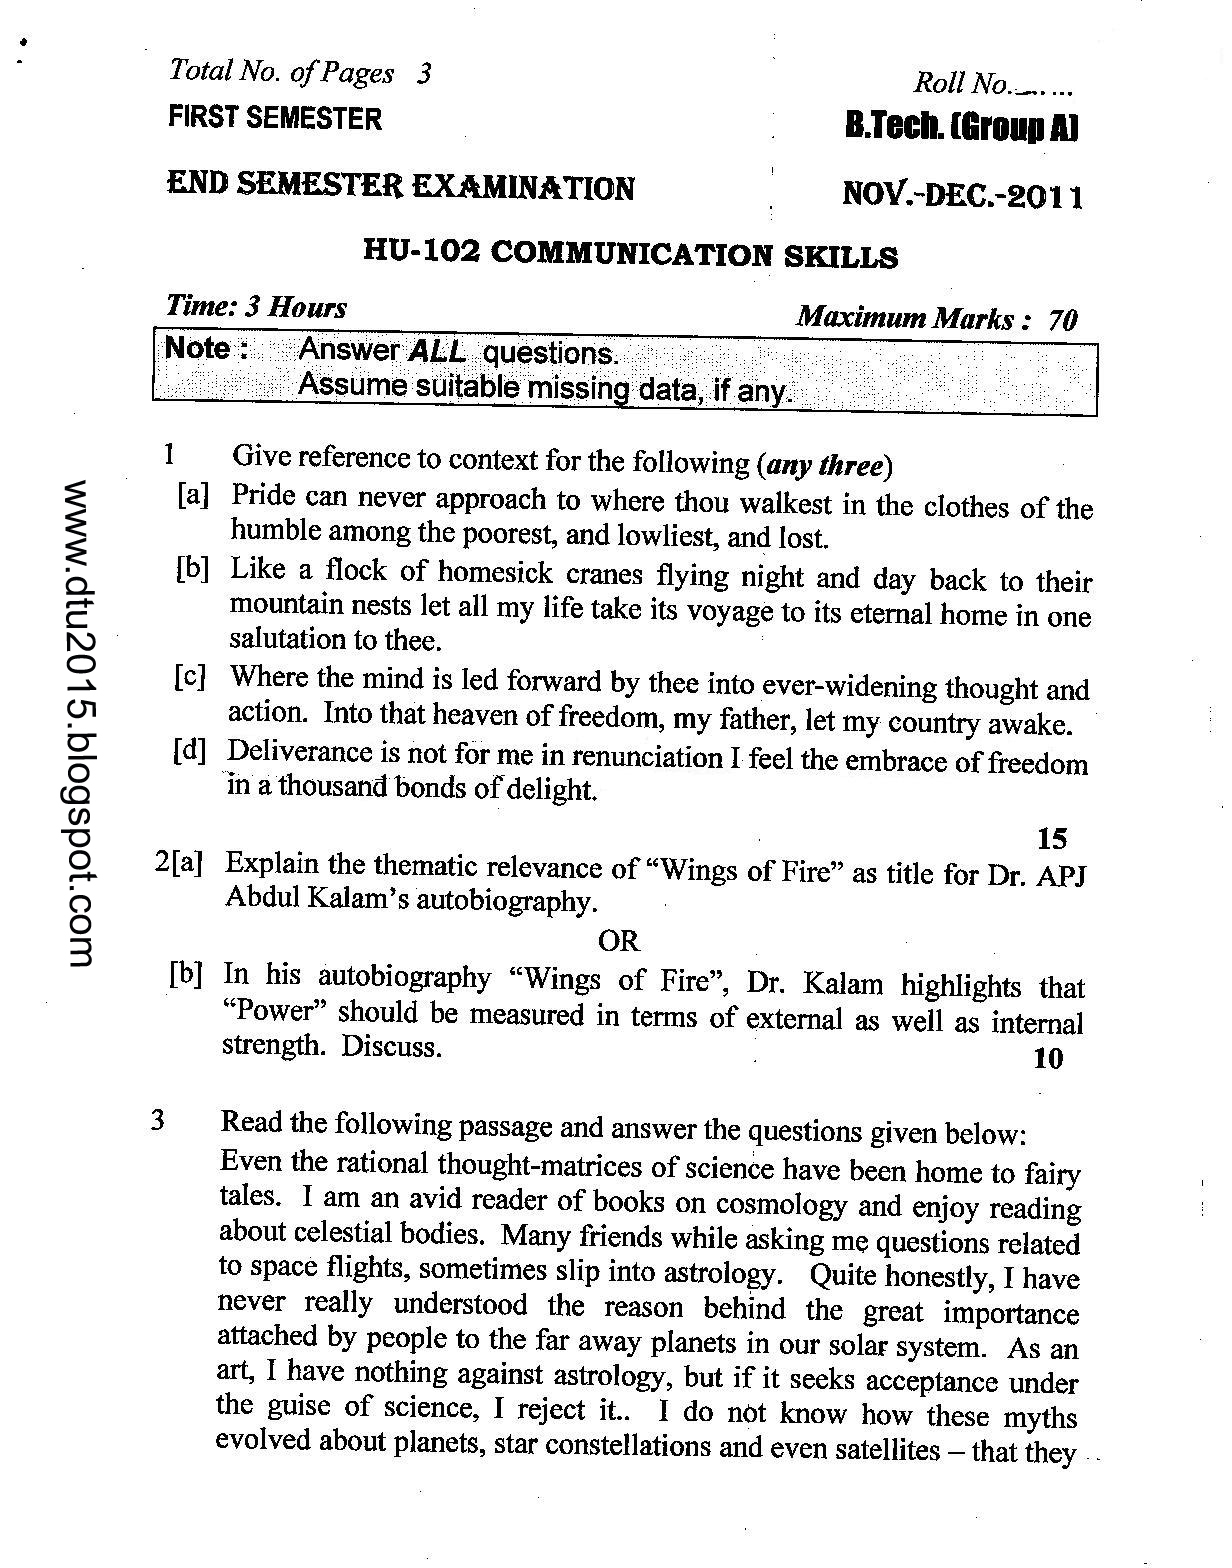 Total No. of Pages 3
Roll No. ......
FIRST SEMESTER
B.Tech. (Group A)
END SEMESTER EXAMINATION
NOV.-DEC.-2011
HU-102 COMMUNICATION SKILLS
Time: 3 Hours
Maximum Marks : 70
Note : Answer ALL questions.
Assume suitable missing data, if any.
1 Give reference to context for the following (any three)
[a] Pride can never approach to where thou walkest in the clothes of the
humble among the poorest, and lowliest, and lost.
[b] Like a flock of homesick cranes flying night and day back to their
mountain nests let all my life take its voyage to its eternal home in one
salutation to thee.
[c] Where the mind is led forward by thee into ever-widening thought and
action. Into that heaven of freedom, my father, let my country awake.
[d] Deliverance is not for me in renunciation I feel the embrace of freedom
in a thousand bonds of delight.
15
2[a] Explain the thematic relevance of “Wings of Fire” as title for Dr. APJ
Abdul Kalam’s autobiography.
OR
[b] In his autobiography “Wings of Fire”, Dr. Kalam highlights that
“Power” should be measured in terms of external as well as internal
strength. Discuss.
10
3 Read the following passage and answer the questions given below:
Even the rational thought-matrices of science have been home to fairy
tales. I am an avid reader of books on cosmology and enjoy reading
about celestial bodies. Many friends while asking me questions related
to space flights, sometimes slip into astrology. Quite honestly, I have
never really understood the reason behind the great importance
attached by people to the far away planets in our solar system. As an
art, I have nothing against astrology, but if it seeks acceptance under
the guise of science, I reject it.. I do not know how these myths
evolved about planets, star constellations and even satellites – that they
www.dtu2015.blogspot.com